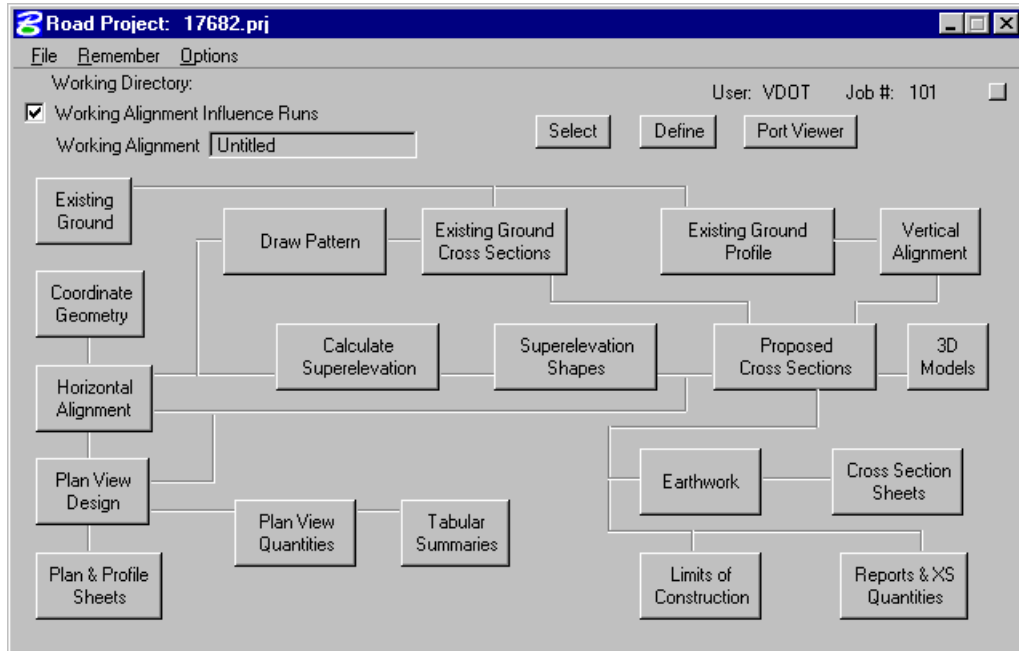 Road Project: 17682.prj
File Remember Options
Working Directory:
User: VDOT Job #: 101
Working Alignment Influence Runs
Working Alignment Untitled
Select Define Port Viewer
Existing
Ground
Draw Pattern
Existing Ground
Cross Sections
Existing Ground
Profile
Vertical
Alignment
Coordinate
Geometry
Calculate
Superelevation
Superelevation
Shapes
Proposed
Cross Sections
3D
Models
Horizontal
Alignment
Plan View
Design
Earthwork
Cross Section
Sheets
Plan View
Quantities
Tabular
Summaries
Plan & Profile
Sheets
Limits of
Construction
Reports & XS
Quantities